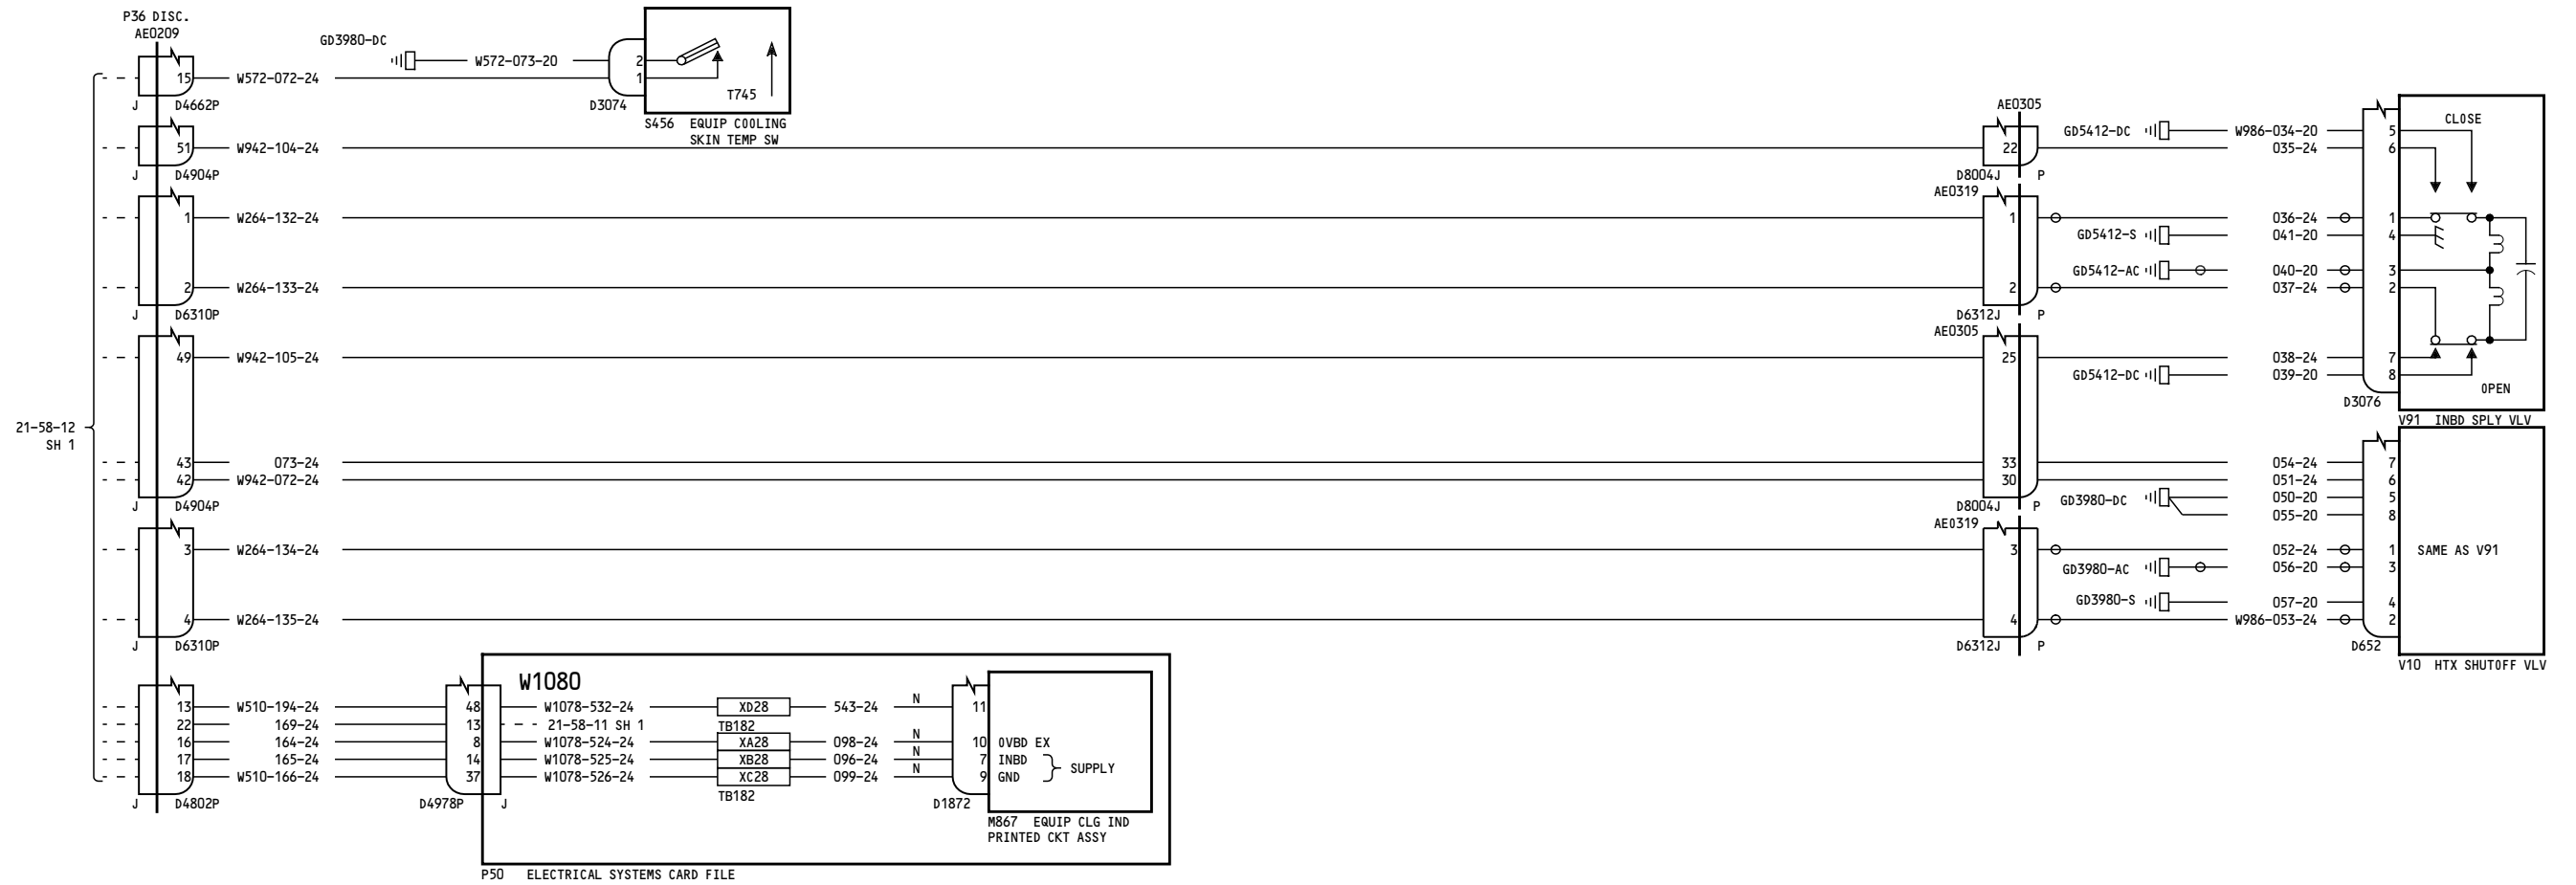 P36 DISC.
AE0209
GD3980-DC
W572-073-20
2
15
W572-072-24
1
T745
J
D4662P
D3074
S456 EQUIP COOLING
SKIN TEMP SW
51
W942-104-24
J
D4904P
AE0305
22
D8004J
P
GD5412-DC
W986-034-20
5
035-24
6
CLOSE
AE0319
1
W264-132-24
1
036-24
1
GD5412-S
041-20
4
GD5412-AC
040-20
3
2
W264-133-24
2
037-24
2
J
D6310P
D6312J
P
AE0305
49
W942-105-24
25
038-24
7
GD5412-DC
039-20
8
OPEN
D3076
V91 INBD SPLY VLV
21-58-12
SH 1
43
073-24
33
054-24
7
42
W942-072-24
30
051-24
6
GD3980-DC
050-20
5
055-20
8
J
D4904P
D8004J
P
AE0319
3
W264-134-24
3
052-24
1
SAME AS V91
GD3980-AC
056-20
3
GD3980-S
057-20
4
4
W264-135-24
4
W986-053-24
2
J
D6310P
D6312J
P
D652
V10 HTX SHUTOFF VLV
W1080
13
W510-194-24
48
W1078-532-24
XD28
543-24
N
11
22
169-24
13
21-58-11 SH 1
TB182
16
164-24
8
W1078-524-24
XA28
098-24
N
10
OVBD EX
17
165-24
14
W1078-525-24
XB28
096-24
N
7
INBD
SUPPLY
18
W510-166-24
37
W1078-526-24
XC28
099-24
N
9
GND
TB182
J
D4802P
D4978P
J
D1872
M867 EQUIP CLG IND
PRINTED CKT ASSY
P50 ELECTRICAL SYSTEMS CARD FILE